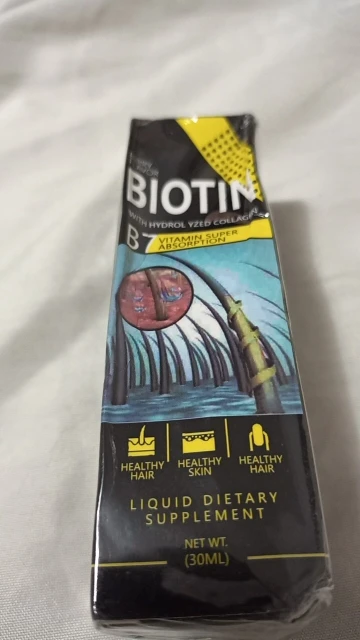 BIOTIN
WITH HYDROL YZED COLLAGEN
B7 VITAMIN SUPER
ABSORPTION
HEALTHY
HAIR
HEALTHY
SKIN
HEALTHY
HAIR
LIQUID DIETARY
SUPPLEMENT
NET WT.
(30ML)